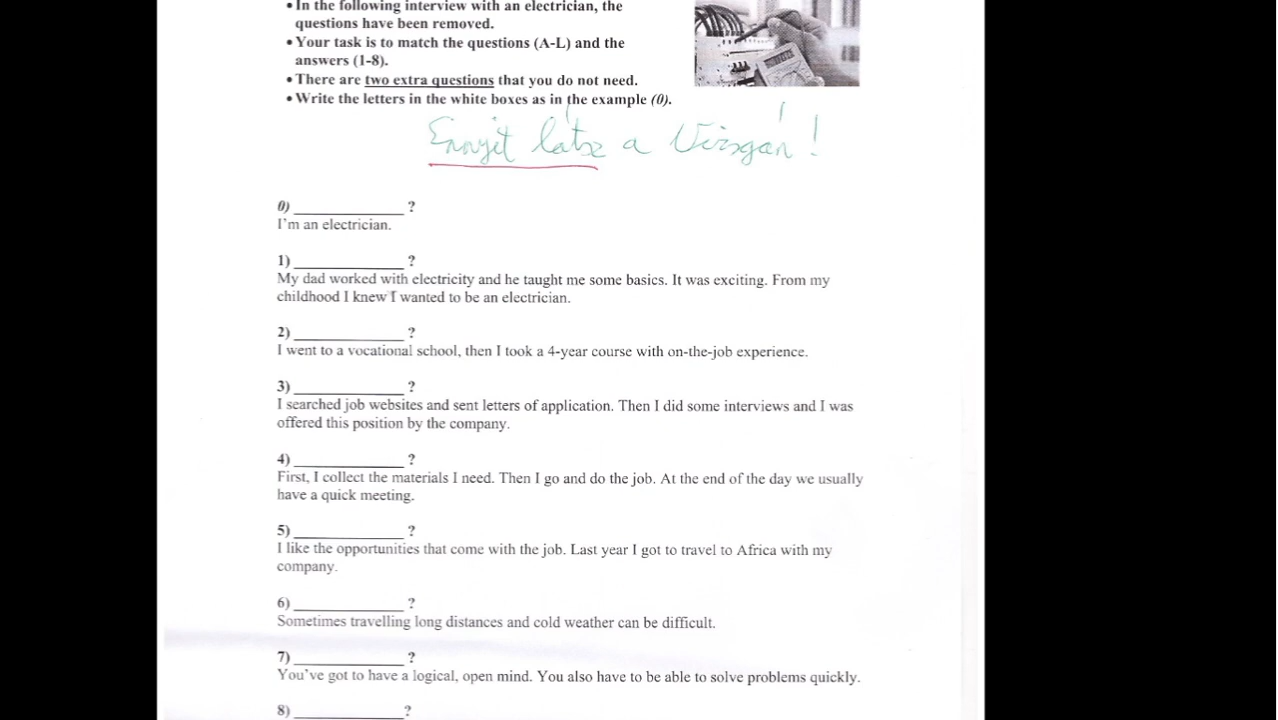 • In the following interview with an electrician, the
questions have been removed.
• Your task is to match the questions (A-L) and the
answers (1-8).
• There are two extra questions that you do not need.
• Write the letters in the white boxes as in the example (0).
Ennyit látsz a Vizsgán!
0) ____________ ?
I'm an electrician.
1) ____________ ?
My dad worked with electricity and he taught me some basics. It was exciting. From my
childhood I knew I wanted to be an electrician.
2) ____________ ?
I went to a vocational school, then I took a 4-year course with on-the-job experience.
3) ____________ ?
I searched job websites and sent letters of application. Then I did some interviews and I was
offered this position by the company.
4) ____________ ?
First, I collect the materials I need. Then I go and do the job. At the end of the day we usually
have a quick meeting.
5) ____________ ?
I like the opportunities that come with the job. Last year I got to travel to Africa with my
company.
6) ____________ ?
Sometimes travelling long distances and cold weather can be difficult.
7) ____________ ?
You've got to have a logical, open mind. You also have to be able to solve problems quickly.
8) ____________ ?